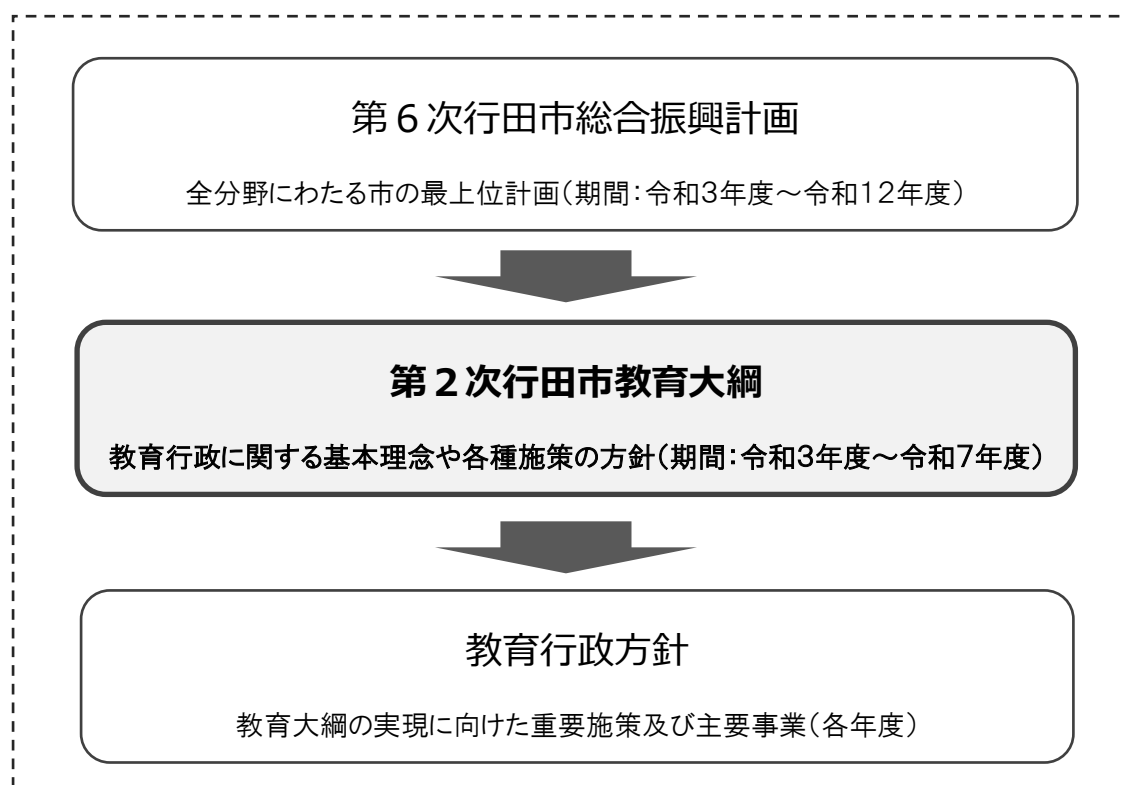 第６次行田市総合振興計画
全分野にわたる市の最上位計画（期間：令和３年度～令和１２年度）
第２次行田市教育大綱
教育行政に関する基本理念や各種施策の方針（期間：令和３年度～令和７年度）
教育行政方針
教育大綱の実現に向けた重要施策及び主要事業（各年度）